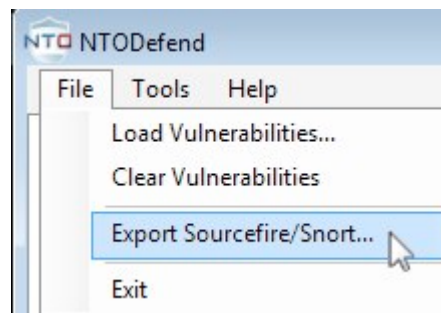 NTO NTODefend
File Tools Help
Load Vulnerabilities...
Clear Vulnerabilities
Export Sourcefire/Snort...
Exit